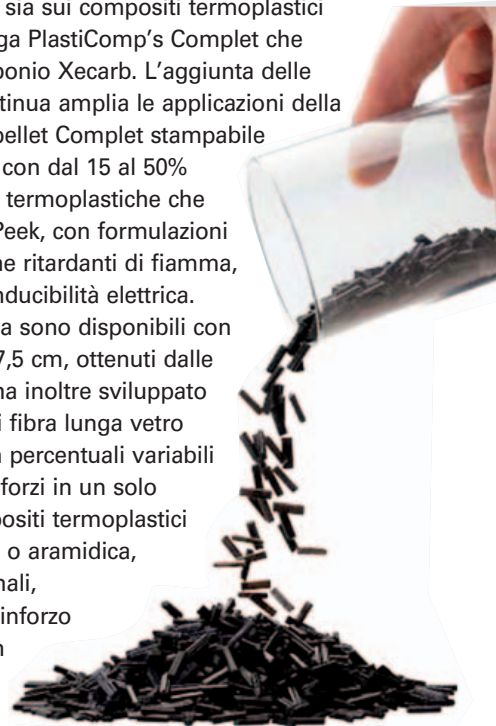 sia sui compositi termoplastici
ga PlastiComp's Complet che
ponio Xecarb. L'aggiunta delle
tinua amplia le applicazioni della
pellet Complet stampabile
con dal 15 al 50%
termoplastiche che
Peek, con formulazioni
ne ritardanti di fiamma,
nducibilità elettrica.
a sono disponibili con
7,5 cm, ottenuti dalle
na inoltre sviluppato
i fibra lunga vetro
percentuali variabili
forzi in un solo
positi termoplastici
o aramidica,
nali,
inforzo